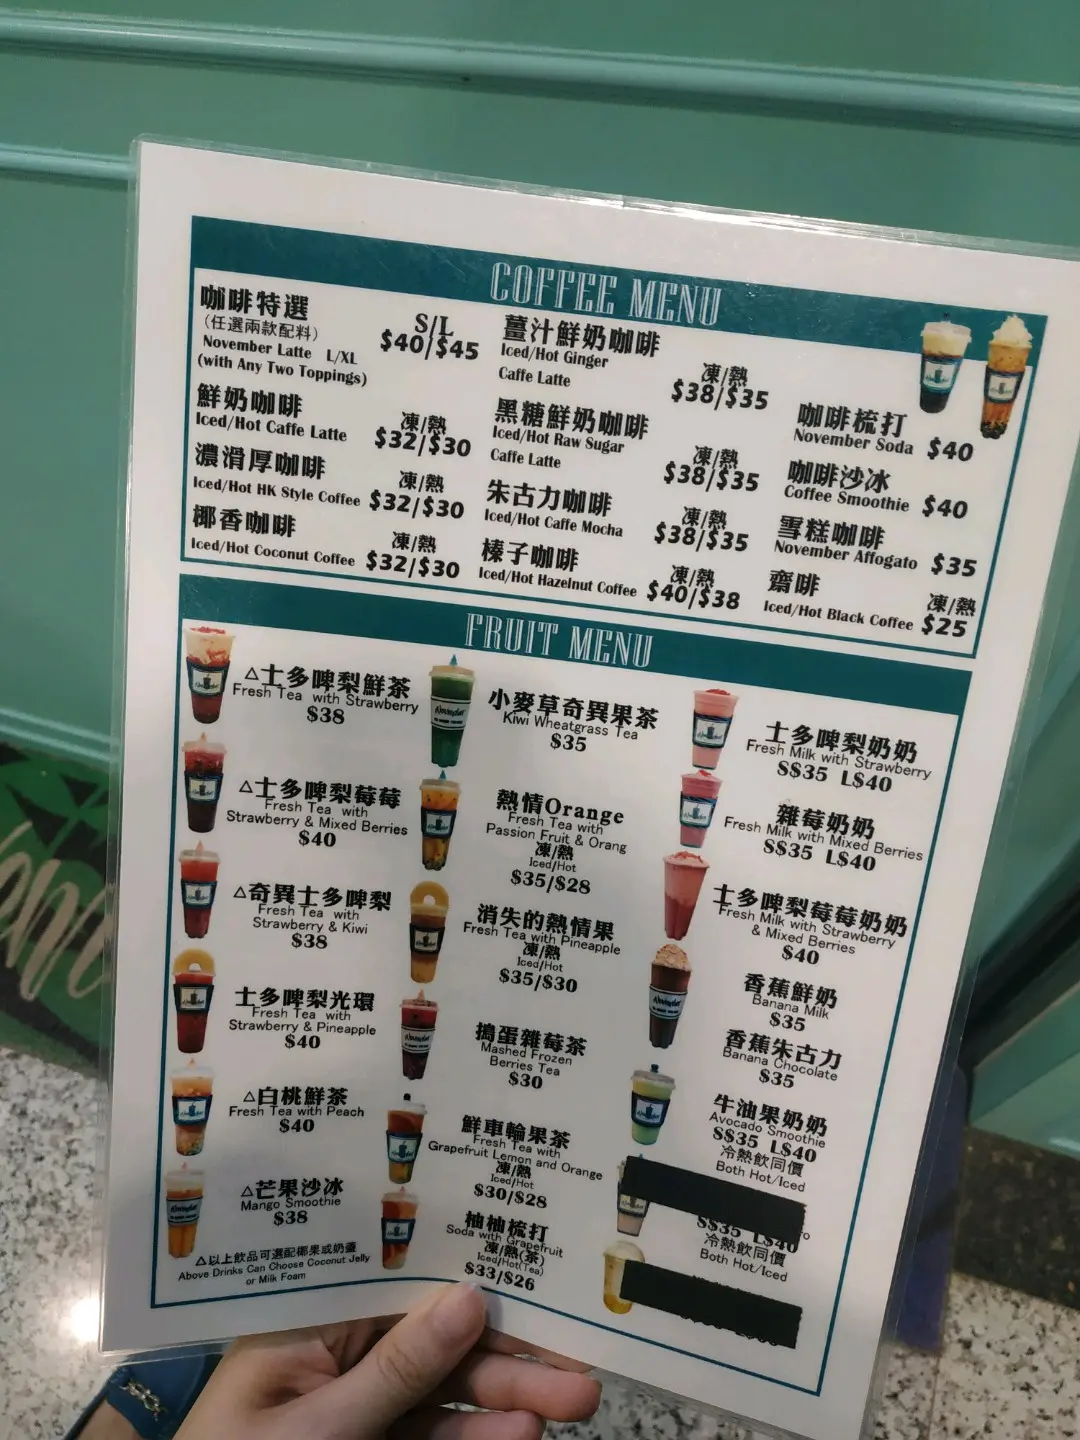 COFFEE MENU
咖啡特選
(任選兩款配料)
November Latte L/XL
(with Any Two Toppings)
S/L
$40/$45
鮮奶咖啡
Iced/Hot Caffe Latte
凍/熱
$32/$30
濃滑厚咖啡
Iced/Hot HK Style Coffee
凍/熱
$32/$30
椰香咖啡
Iced/Hot Coconut Coffee
凍/熱
$32/$30
薑汁鮮奶咖啡
Iced/Hot Ginger
Caffe Latte
凍/熱
$38/$35
黑糖鮮奶咖啡
Iced/Hot Raw Sugar
Caffe Latte
凍/熱
$38/$35
朱古力咖啡
Iced/Hot Caffe Mocha
凍/熱
$38/$35
榛子咖啡
Iced/Hot Hazelnut Coffee
凍/熱
$40/$38
咖啡梳打
November Soda $40
咖啡沙冰
Coffee Smoothie $40
雪糕咖啡
November Affogato $35
齋啡
Iced/Hot Black Coffee
凍/熱
$25
FRUIT MENU
△士多啤梨鮮茶
Fresh Tea with Strawberry
$38
△士多啤梨莓莓
Fresh Tea with
Strawberry & Mixed Berries
$40
△奇異士多啤梨
Fresh Tea with
Strawberry & Kiwi
$38
士多啤梨光環
Fresh Tea with
Strawberry & Pineapple
$40
△白桃鮮茶
Fresh Tea with Peach
$40
△芒果沙冰
Mango Smoothie
$38
△以上飲品可選配椰果或奶蓋
Above Drinks Can Choose Coconut Jelly
or Milk Foam
小麥草奇異果茶
Kiwi Wheatgrass Tea
$35
熱情Orange
Fresh Tea with
Passion Fruit & Orang
凍/熱
Iced/Hot
$35/$28
消失的熱情果
Fresh Tea with Pineapple
凍/熱
Iced/Hot
$35/$30
搗蛋雜莓茶
Mashed Frozen
Berries Tea
$30
鮮車輪果茶
Fresh Tea with
Grapefruit Lemon and Orange
凍/熱
Iced/Hot
$30/$28
柚柚梳打
Soda with Grapefruit
凍/熱(茶)
Iced/Hot(Tea)
$33/$26
士多啤梨奶奶
Fresh Milk with Strawberry
S$35 L$40
雜莓奶奶
Fresh Milk with Mixed Berries
S$35 L$40
士多啤梨莓莓奶奶
Fresh Milk with Strawberry
& Mixed Berries
$40
香蕉鮮奶
Banana Milk
$35
香蕉朱古力
Banana Chocolate
$35
牛油果奶奶
Avocado Smoothie
S$35 L$40
冷熱飲同價
Both Hot/Iced
S$35 L$40
冷熱飲同價
Both Hot/Iced